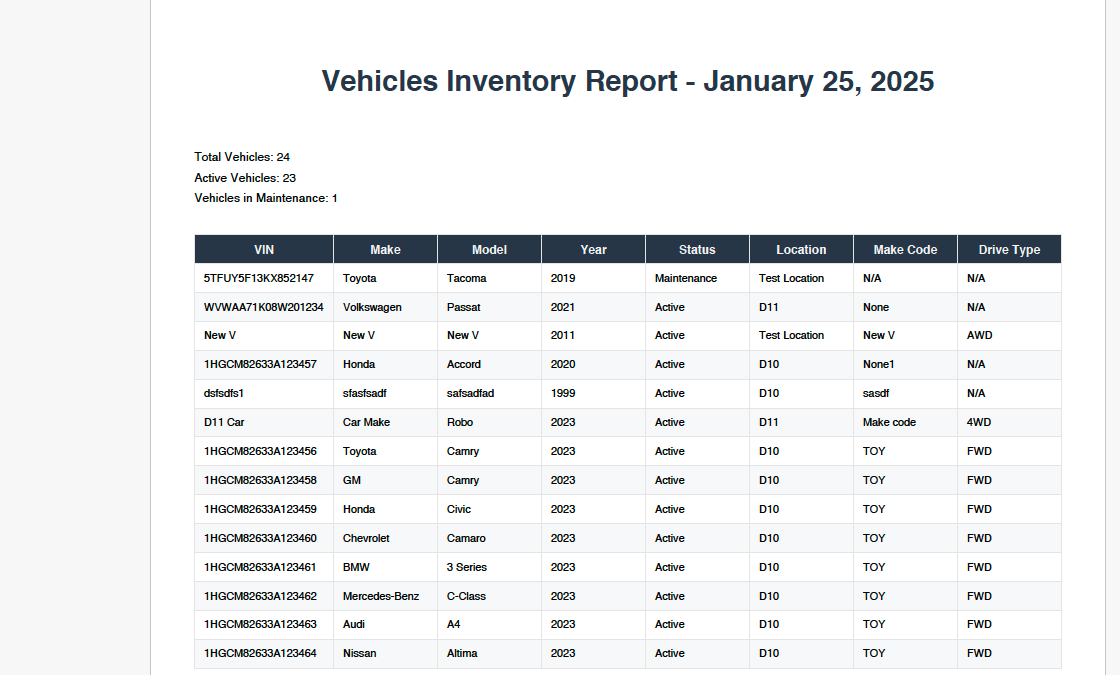 Vehicles Inventory Report - January 25, 2025
Total Vehicles: 24
Active Vehicles: 23
Vehicles in Maintenance: 1
VIN Make Model Year Status Location Make Code Drive Type
5TFUY5F13KX852147 Toyota Tacoma 2019 Maintenance Test Location N/A N/A
WVWAA71K08W201234 Volkswagen Passat 2021 Active D11 None N/A
New V New V New V 2011 Active Test Location New V AWD
1HGCM82633A123457 Honda Accord 2020 Active D10 None1 N/A
dsfsdfs1 sfasfsadf safsadfad 1999 Active D10 sasdf N/A
D11 Car Car Make Robo 2023 Active D11 Make code 4WD
1HGCM82633A123456 Toyota Camry 2023 Active D10 TOY FWD
1HGCM82633A123458 GM Camry 2023 Active D10 TOY FWD
1HGCM82633A123459 Honda Civic 2023 Active D10 TOY FWD
1HGCM82633A123460 Chevrolet Camaro 2023 Active D10 TOY FWD
1HGCM82633A123461 BMW 3 Series 2023 Active D10 TOY FWD
1HGCM82633A123462 Mercedes-Benz C-Class 2023 Active D10 TOY FWD
1HGCM82633A123463 Audi A4 2023 Active D10 TOY FWD
1HGCM82633A123464 Nissan Altima 2023 Active D10 TOY FWD